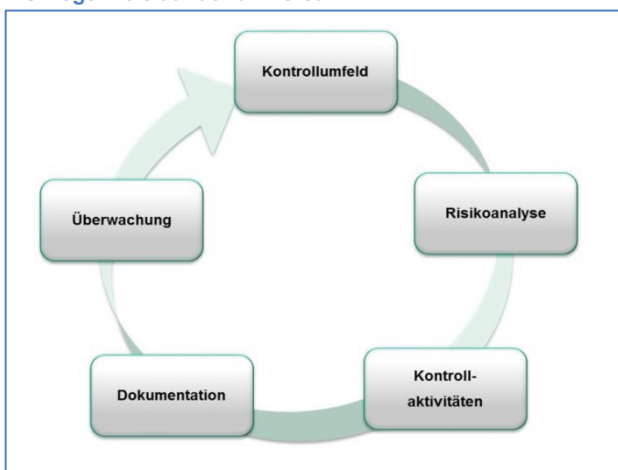 Kontrollumfeld
Risikoanalyse
Kontroll-
aktivitäten
Dokumentation
Überwachung